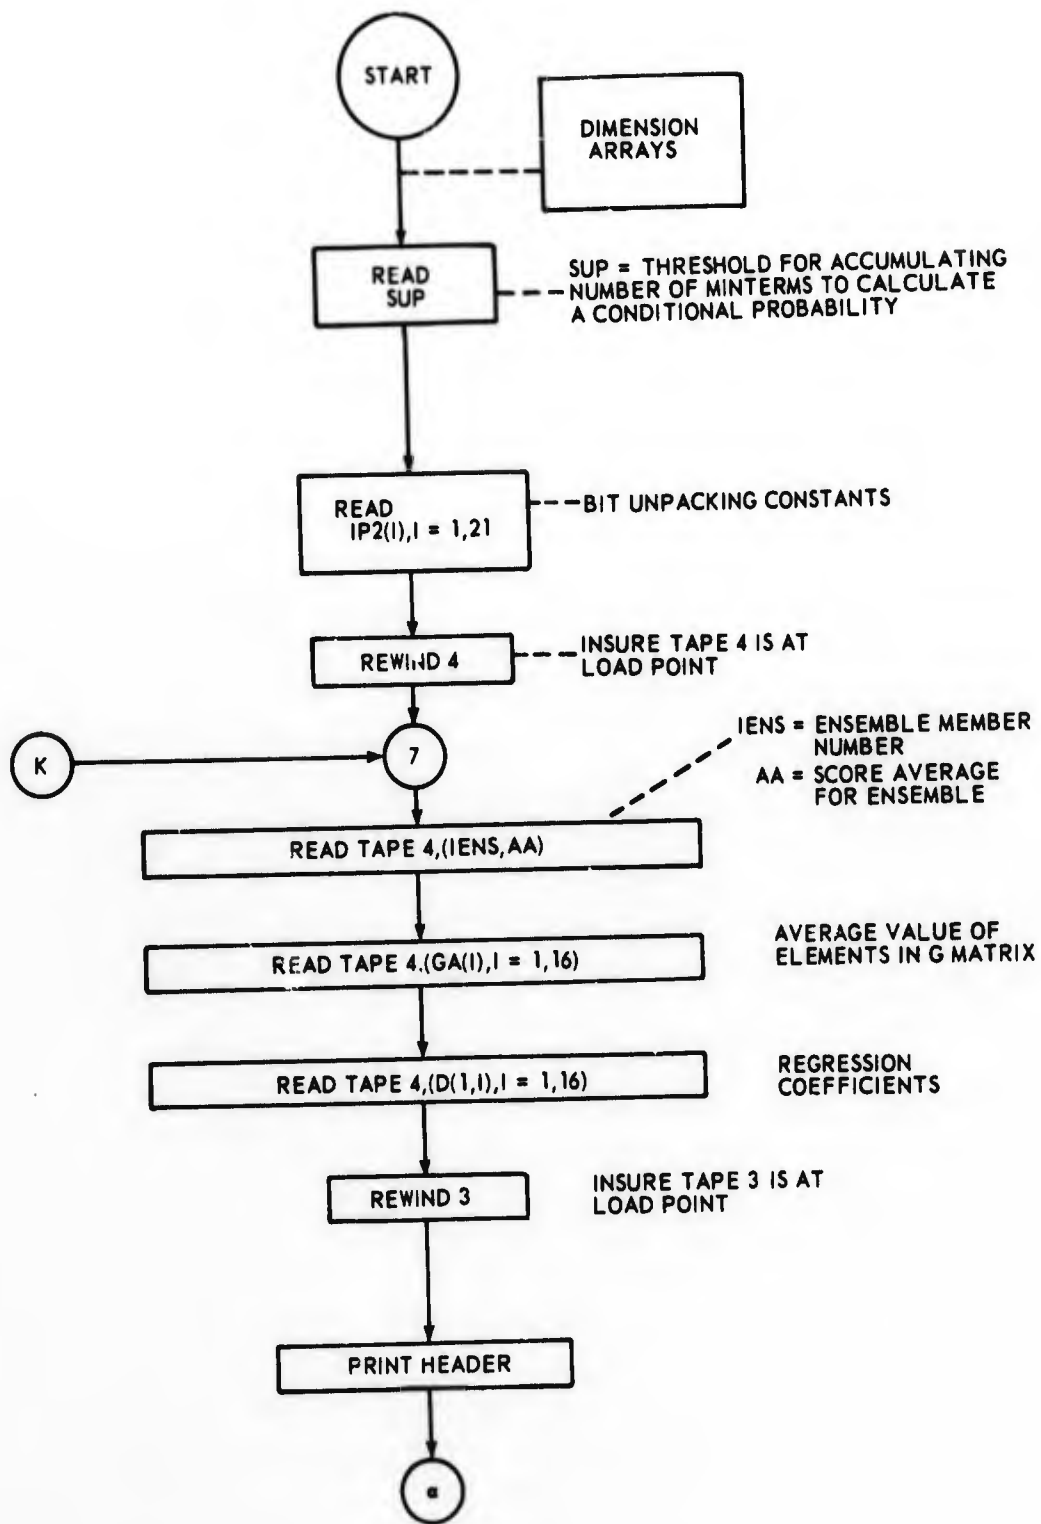 START
DIMENSION
ARRAYS
READ
SUP
SUP = THRESHOLD FOR ACCUMULATING
NUMBER OF MINTERMS TO CALCULATE
A CONDITIONAL PROBABILITY
READ
IP2(I),I = 1,21
BIT UNPACKING CONSTANTS
REWIND 4
INSURE TAPE 4 IS AT
LOAD POINT
K
7
IENS = ENSEMBLE MEMBER
NUMBER
AA = SCORE AVERAGE
FOR ENSEMBLE
READ TAPE 4,(IENS,AA)
READ TAPE 4.(GA(I),I = 1,16)
AVERAGE VALUE OF
ELEMENTS IN G MATRIX
READ TAPE 4,(D(1,I),I = 1,16)
REGRESSION
COEFFICIENTS
REWIND 3
INSURE TAPE 3 IS AT
LOAD POINT
PRINT HEADER
α